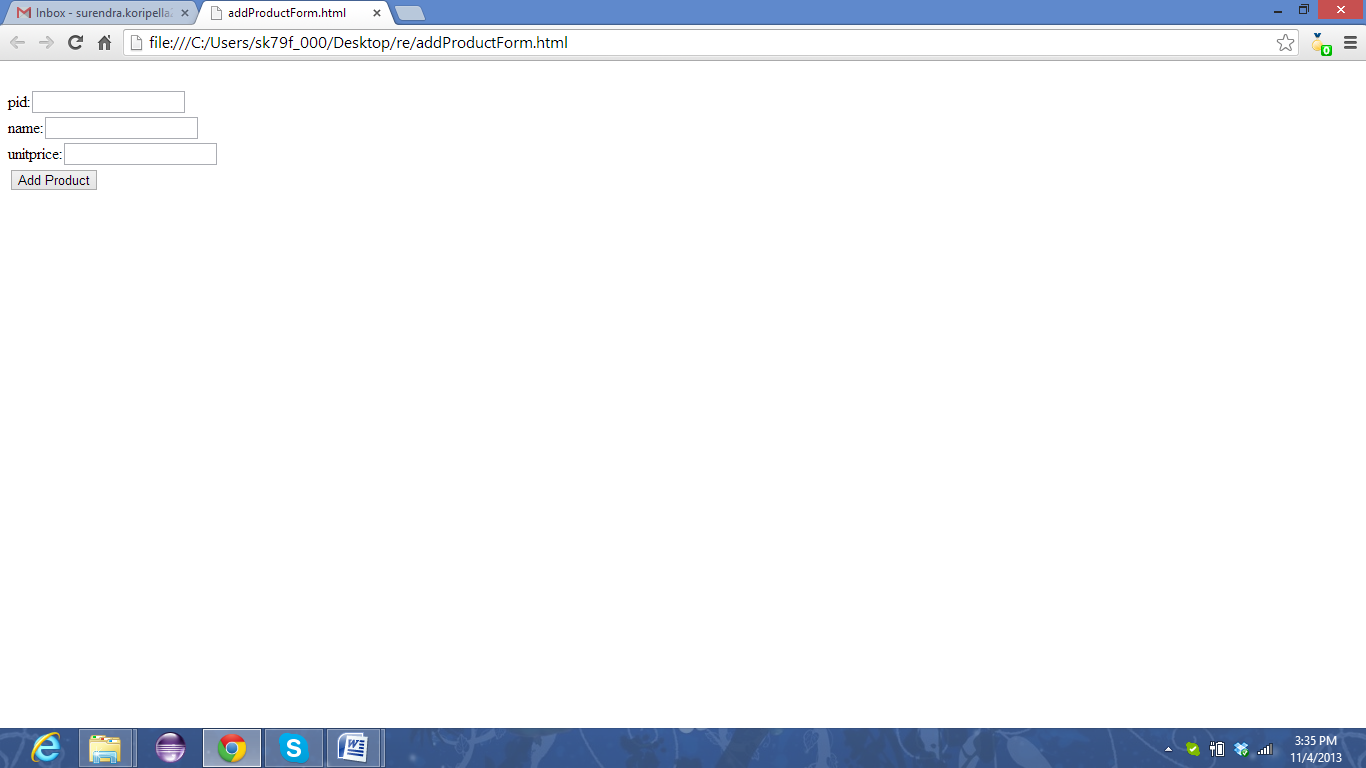 Inbox - surendra.koripella
addProductForm.html
file:///C:/Users/sk79f_000/Desktop/re/addProductForm.html
0
pid:
name:
unitprice:
Add Product
3:35 PM
11/4/2013